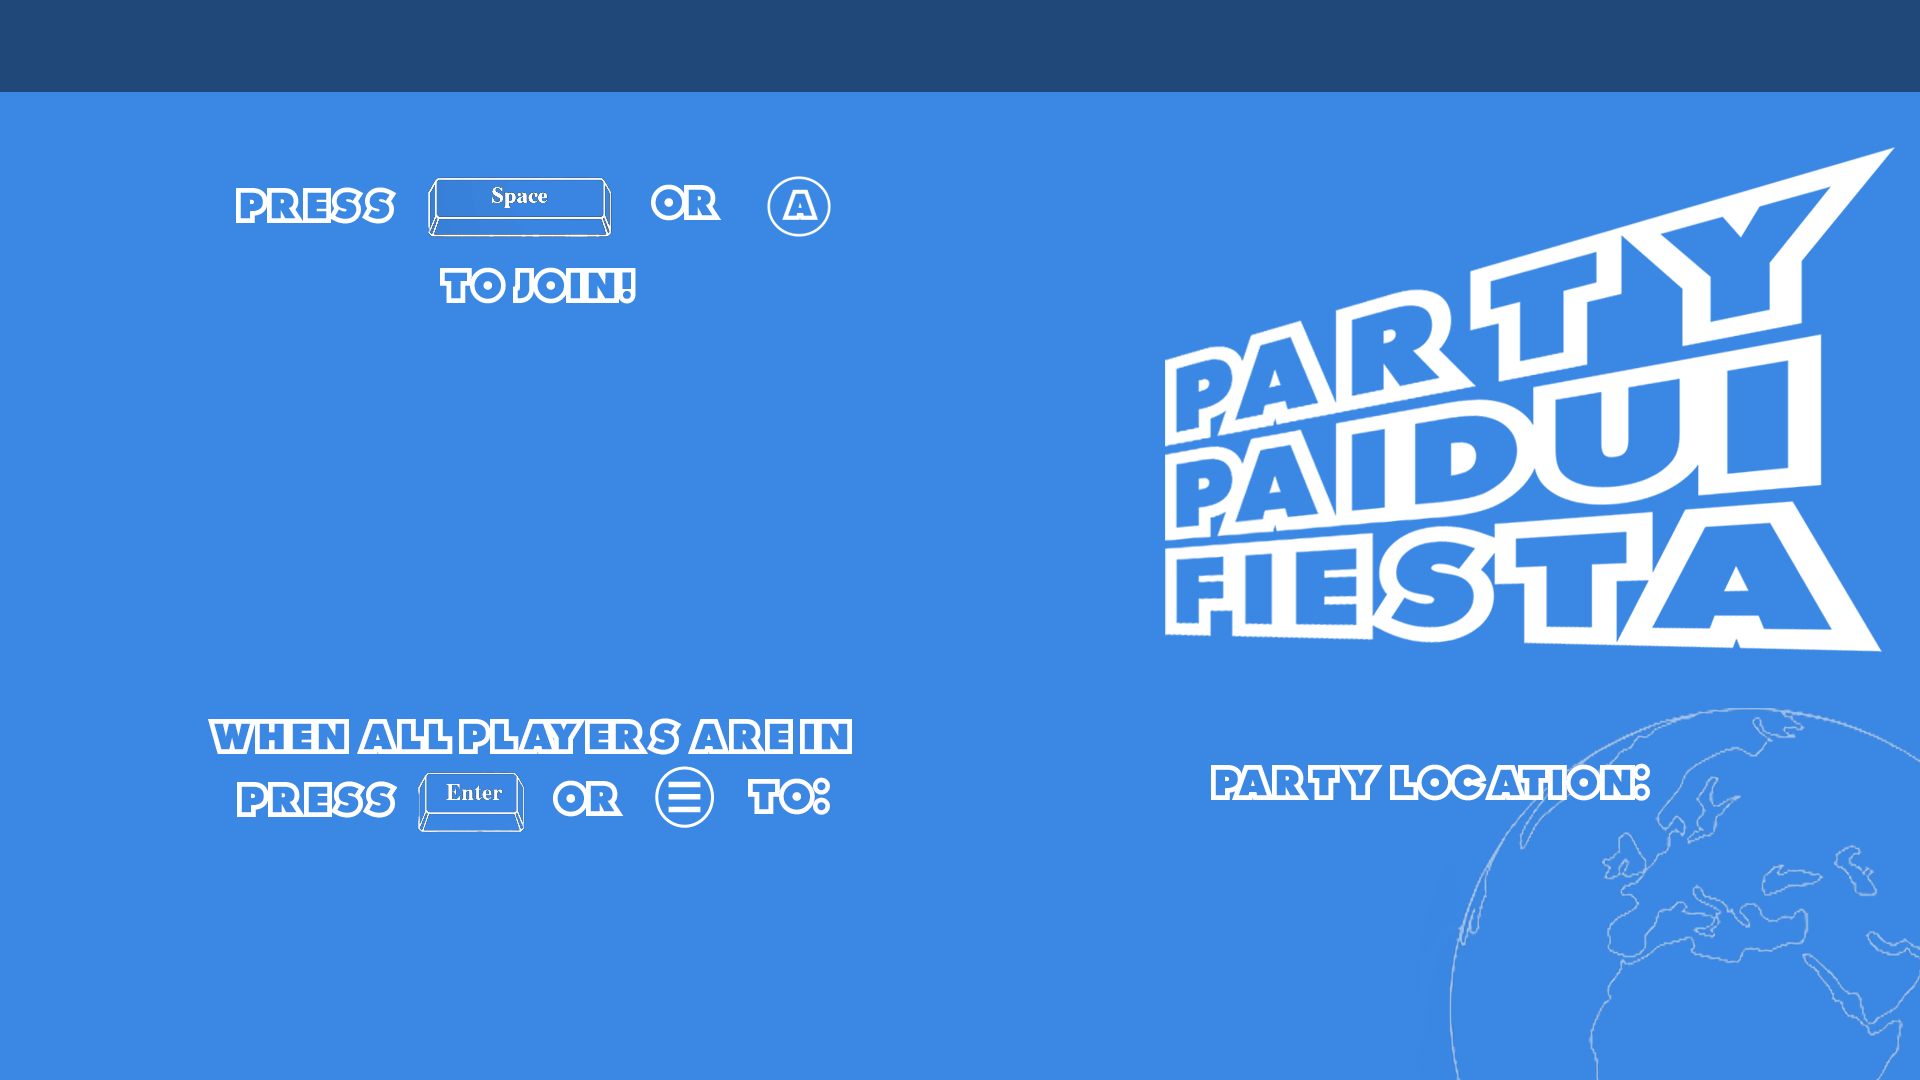 PRESS Space OR A
TO JOIN!
PARTY
PAIDUI
FIESTA
WHEN ALL PLAYERS ARE IN
PRESS Enter OR TO:
PARTY LOCATION: